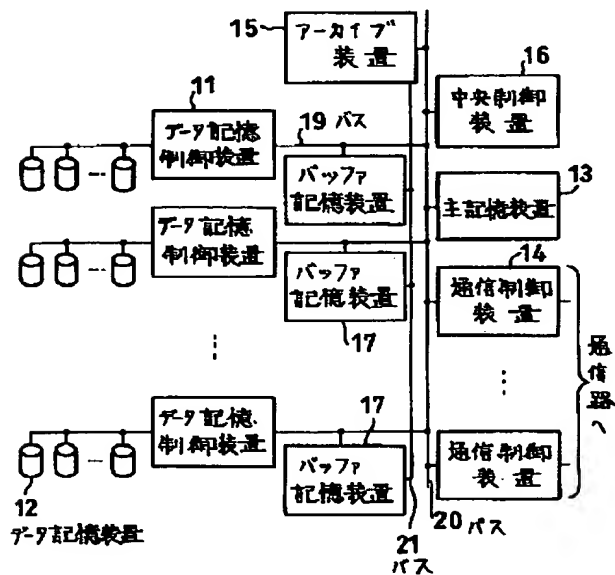 15
アーカイブ
装置
16
中央制御
装置
11
データ記憶
制御装置
19 バス
バッファ
記憶装置
13
主記憶装置
データ記憶
制御装置
バッファ
記憶装置
17
14
通信制御
装置
通信路へ
データ記憶
制御装置
17
バッファ
記憶装置
通信制御
装置
12
データ記憶装置
21
バス
20 バス